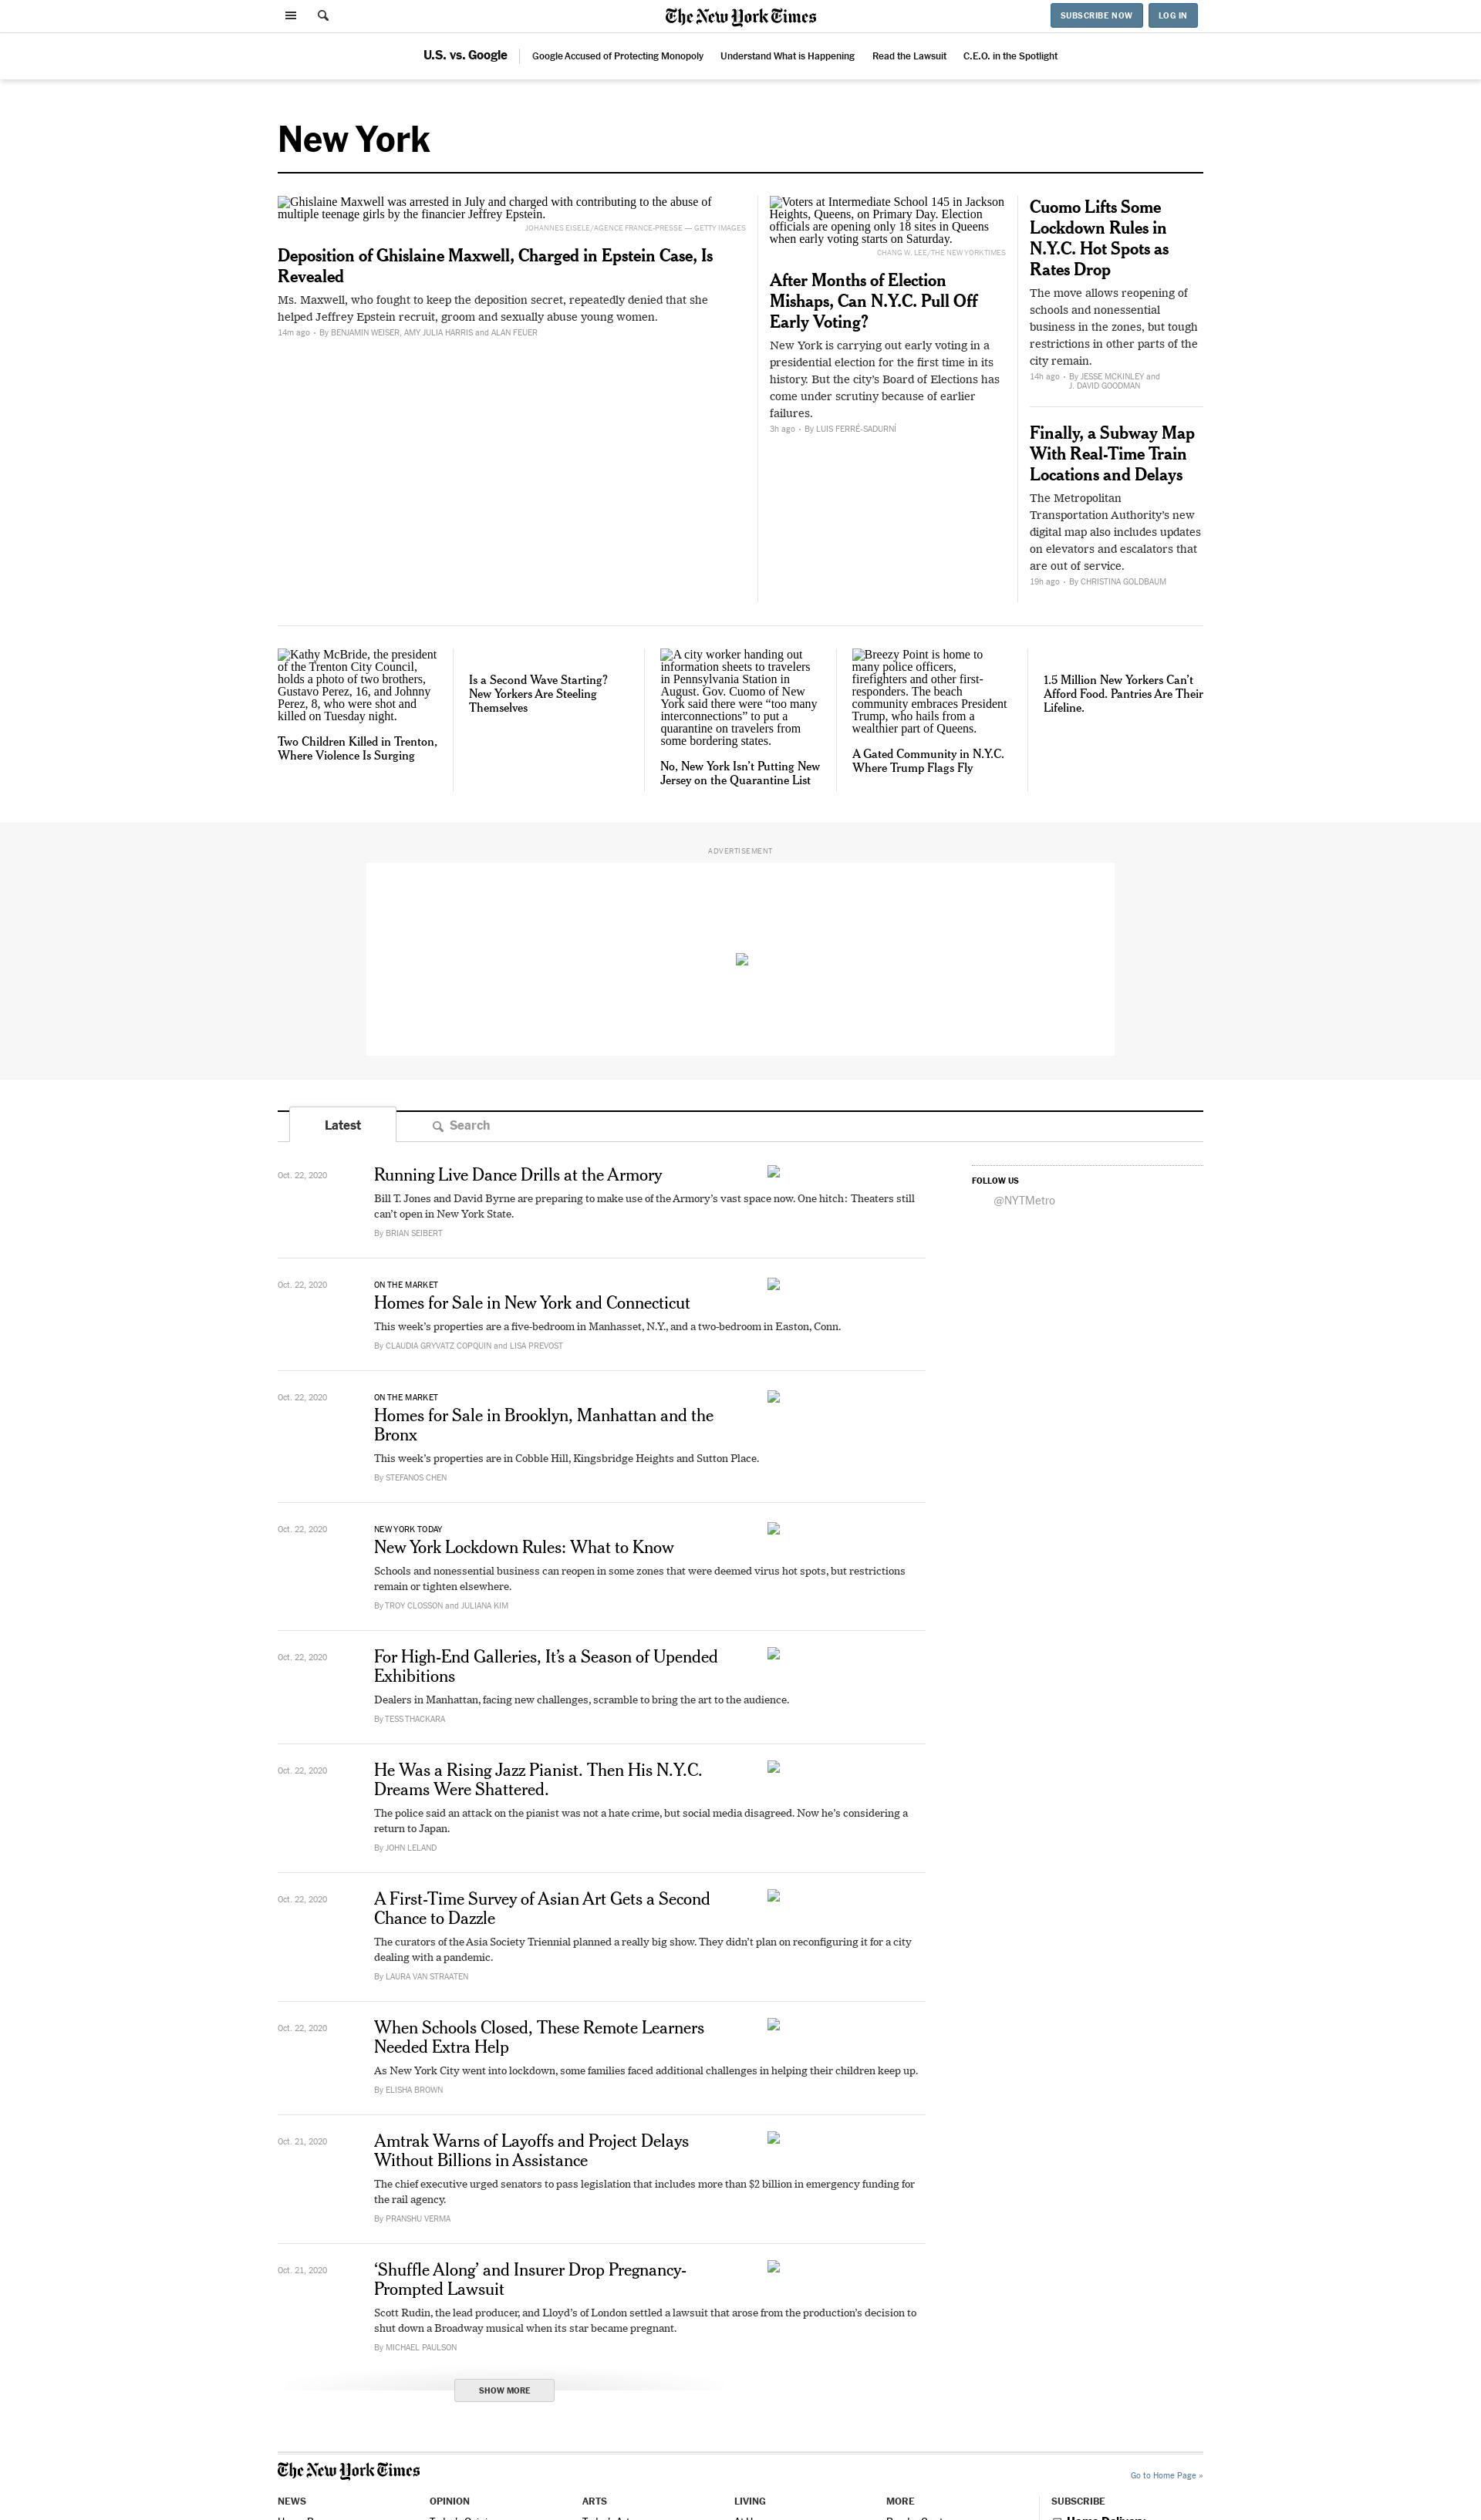 The New York Times
SUBSCRIBE NOW
LOG IN
U.S. vs. Google
Google Accused of Protecting Monopoly
Understand What is Happening
Read the Lawsuit
C.E.O. in the Spotlight
New York
Ghislaine Maxwell was arrested in July and charged with contributing to the abuse of
multiple teenage girls by the financier Jeffrey Epstein.
JOHANNES EISELE/AGENCE FRANCE-PRESSE — GETTY IMAGES
Deposition of Ghislaine Maxwell, Charged in Epstein Case, Is
Revealed
Ms. Maxwell, who fought to keep the deposition secret, repeatedly denied that she
helped Jeffrey Epstein recruit, groom and sexually abuse young women.
14m ago • By BENJAMIN WEISER, AMY JULIA HARRIS and ALAN FEUER
Voters at Intermediate School 145 in Jackson
Heights, Queens, on Primary Day. Election
officials are opening only 18 sites in Queens
when early voting starts on Saturday.
CHANG W. LEE/THE NEW YORK TIMES
After Months of Election
Mishaps, Can N.Y.C. Pull Off
Early Voting?
New York is carrying out early voting in a
presidential election for the first time in its
history. But the city’s Board of Elections has
come under scrutiny because of earlier
failures.
3h ago • By LUIS FERRÉ-SADURNÍ
Cuomo Lifts Some
Lockdown Rules in
N.Y.C. Hot Spots as
Rates Drop
The move allows reopening of
schools and nonessential
business in the zones, but tough
restrictions in other parts of the
city remain.
14h ago • By JESSE MCKINLEY and
J. DAVID GOODMAN
Finally, a Subway Map
With Real-Time Train
Locations and Delays
The Metropolitan
Transportation Authority’s new
digital map also includes updates
on elevators and escalators that
are out of service.
19h ago • By CHRISTINA GOLDBAUM
Kathy McBride, the president
of the Trenton City Council,
holds a photo of two brothers,
Gustavo Perez, 16, and Johnny
Perez, 8, who were shot and
killed on Tuesday night.
Two Children Killed in Trenton,
Where Violence Is Surging
Is a Second Wave Starting?
New Yorkers Are Steeling
Themselves
A city worker handing out
information sheets to travelers
in Pennsylvania Station in
August. Gov. Cuomo of New
York said there were “too many
interconnections” to put a
quarantine on travelers from
some bordering states.
No, New York Isn’t Putting New
Jersey on the Quarantine List
Breezy Point is home to
many police officers,
firefighters and other first-
responders. The beach
community embraces President
Trump, who hails from a
wealthier part of Queens.
A Gated Community in N.Y.C.
Where Trump Flags Fly
1.5 Million New Yorkers Can’t
Afford Food. Pantries Are Their
Lifeline.
ADVERTISEMENT
Latest
Search
Oct. 22, 2020
Running Live Dance Drills at the Armory
Bill T. Jones and David Byrne are preparing to make use of the Armory’s vast space now. One hitch: Theaters still
can’t open in New York State.
By BRIAN SEIBERT
FOLLOW US
@NYTMetro
Oct. 22, 2020
ON THE MARKET
Homes for Sale in New York and Connecticut
This week’s properties are a five-bedroom in Manhasset, N.Y., and a two-bedroom in Easton, Conn.
By CLAUDIA GRYVATZ COPQUIN and LISA PREVOST
Oct. 22, 2020
ON THE MARKET
Homes for Sale in Brooklyn, Manhattan and the
Bronx
This week’s properties are in Cobble Hill, Kingsbridge Heights and Sutton Place.
By STEFANOS CHEN
Oct. 22, 2020
NEW YORK TODAY
New York Lockdown Rules: What to Know
Schools and nonessential business can reopen in some zones that were deemed virus hot spots, but restrictions
remain or tighten elsewhere.
By TROY CLOSSON and JULIANA KIM
Oct. 22, 2020
For High-End Galleries, It’s a Season of Upended
Exhibitions
Dealers in Manhattan, facing new challenges, scramble to bring the art to the audience.
By TESS THACKARA
Oct. 22, 2020
He Was a Rising Jazz Pianist. Then His N.Y.C.
Dreams Were Shattered.
The police said an attack on the pianist was not a hate crime, but social media disagreed. Now he’s considering a
return to Japan.
By JOHN LELAND
Oct. 22, 2020
A First-Time Survey of Asian Art Gets a Second
Chance to Dazzle
The curators of the Asia Society Triennial planned a really big show. They didn’t plan on reconfiguring it for a city
dealing with a pandemic.
By LAURA VAN STRAATEN
Oct. 22, 2020
When Schools Closed, These Remote Learners
Needed Extra Help
As New York City went into lockdown, some families faced additional challenges in helping their children keep up.
By ELISHA BROWN
Oct. 21, 2020
Amtrak Warns of Layoffs and Project Delays
Without Billions in Assistance
The chief executive urged senators to pass legislation that includes more than $2 billion in emergency funding for
the rail agency.
By PRANSHU VERMA
Oct. 21, 2020
‘Shuffle Along’ and Insurer Drop Pregnancy-
Prompted Lawsuit
Scott Rudin, the lead producer, and Lloyd’s of London settled a lawsuit that arose from the production’s decision to
shut down a Broadway musical when its star became pregnant.
By MICHAEL PAULSON
SHOW MORE
The New York Times
Go to Home Page »
NEWS
OPINION
ARTS
LIVING
MORE
SUBSCRIBE